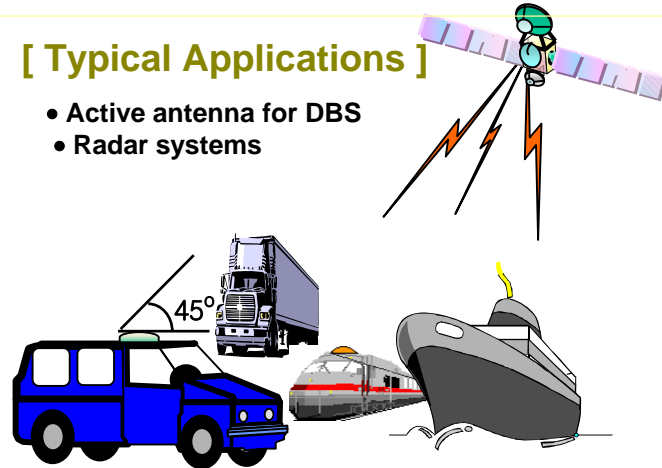 [ Typical Applications ]
• Active antenna for DBS
• Radar systems
45°